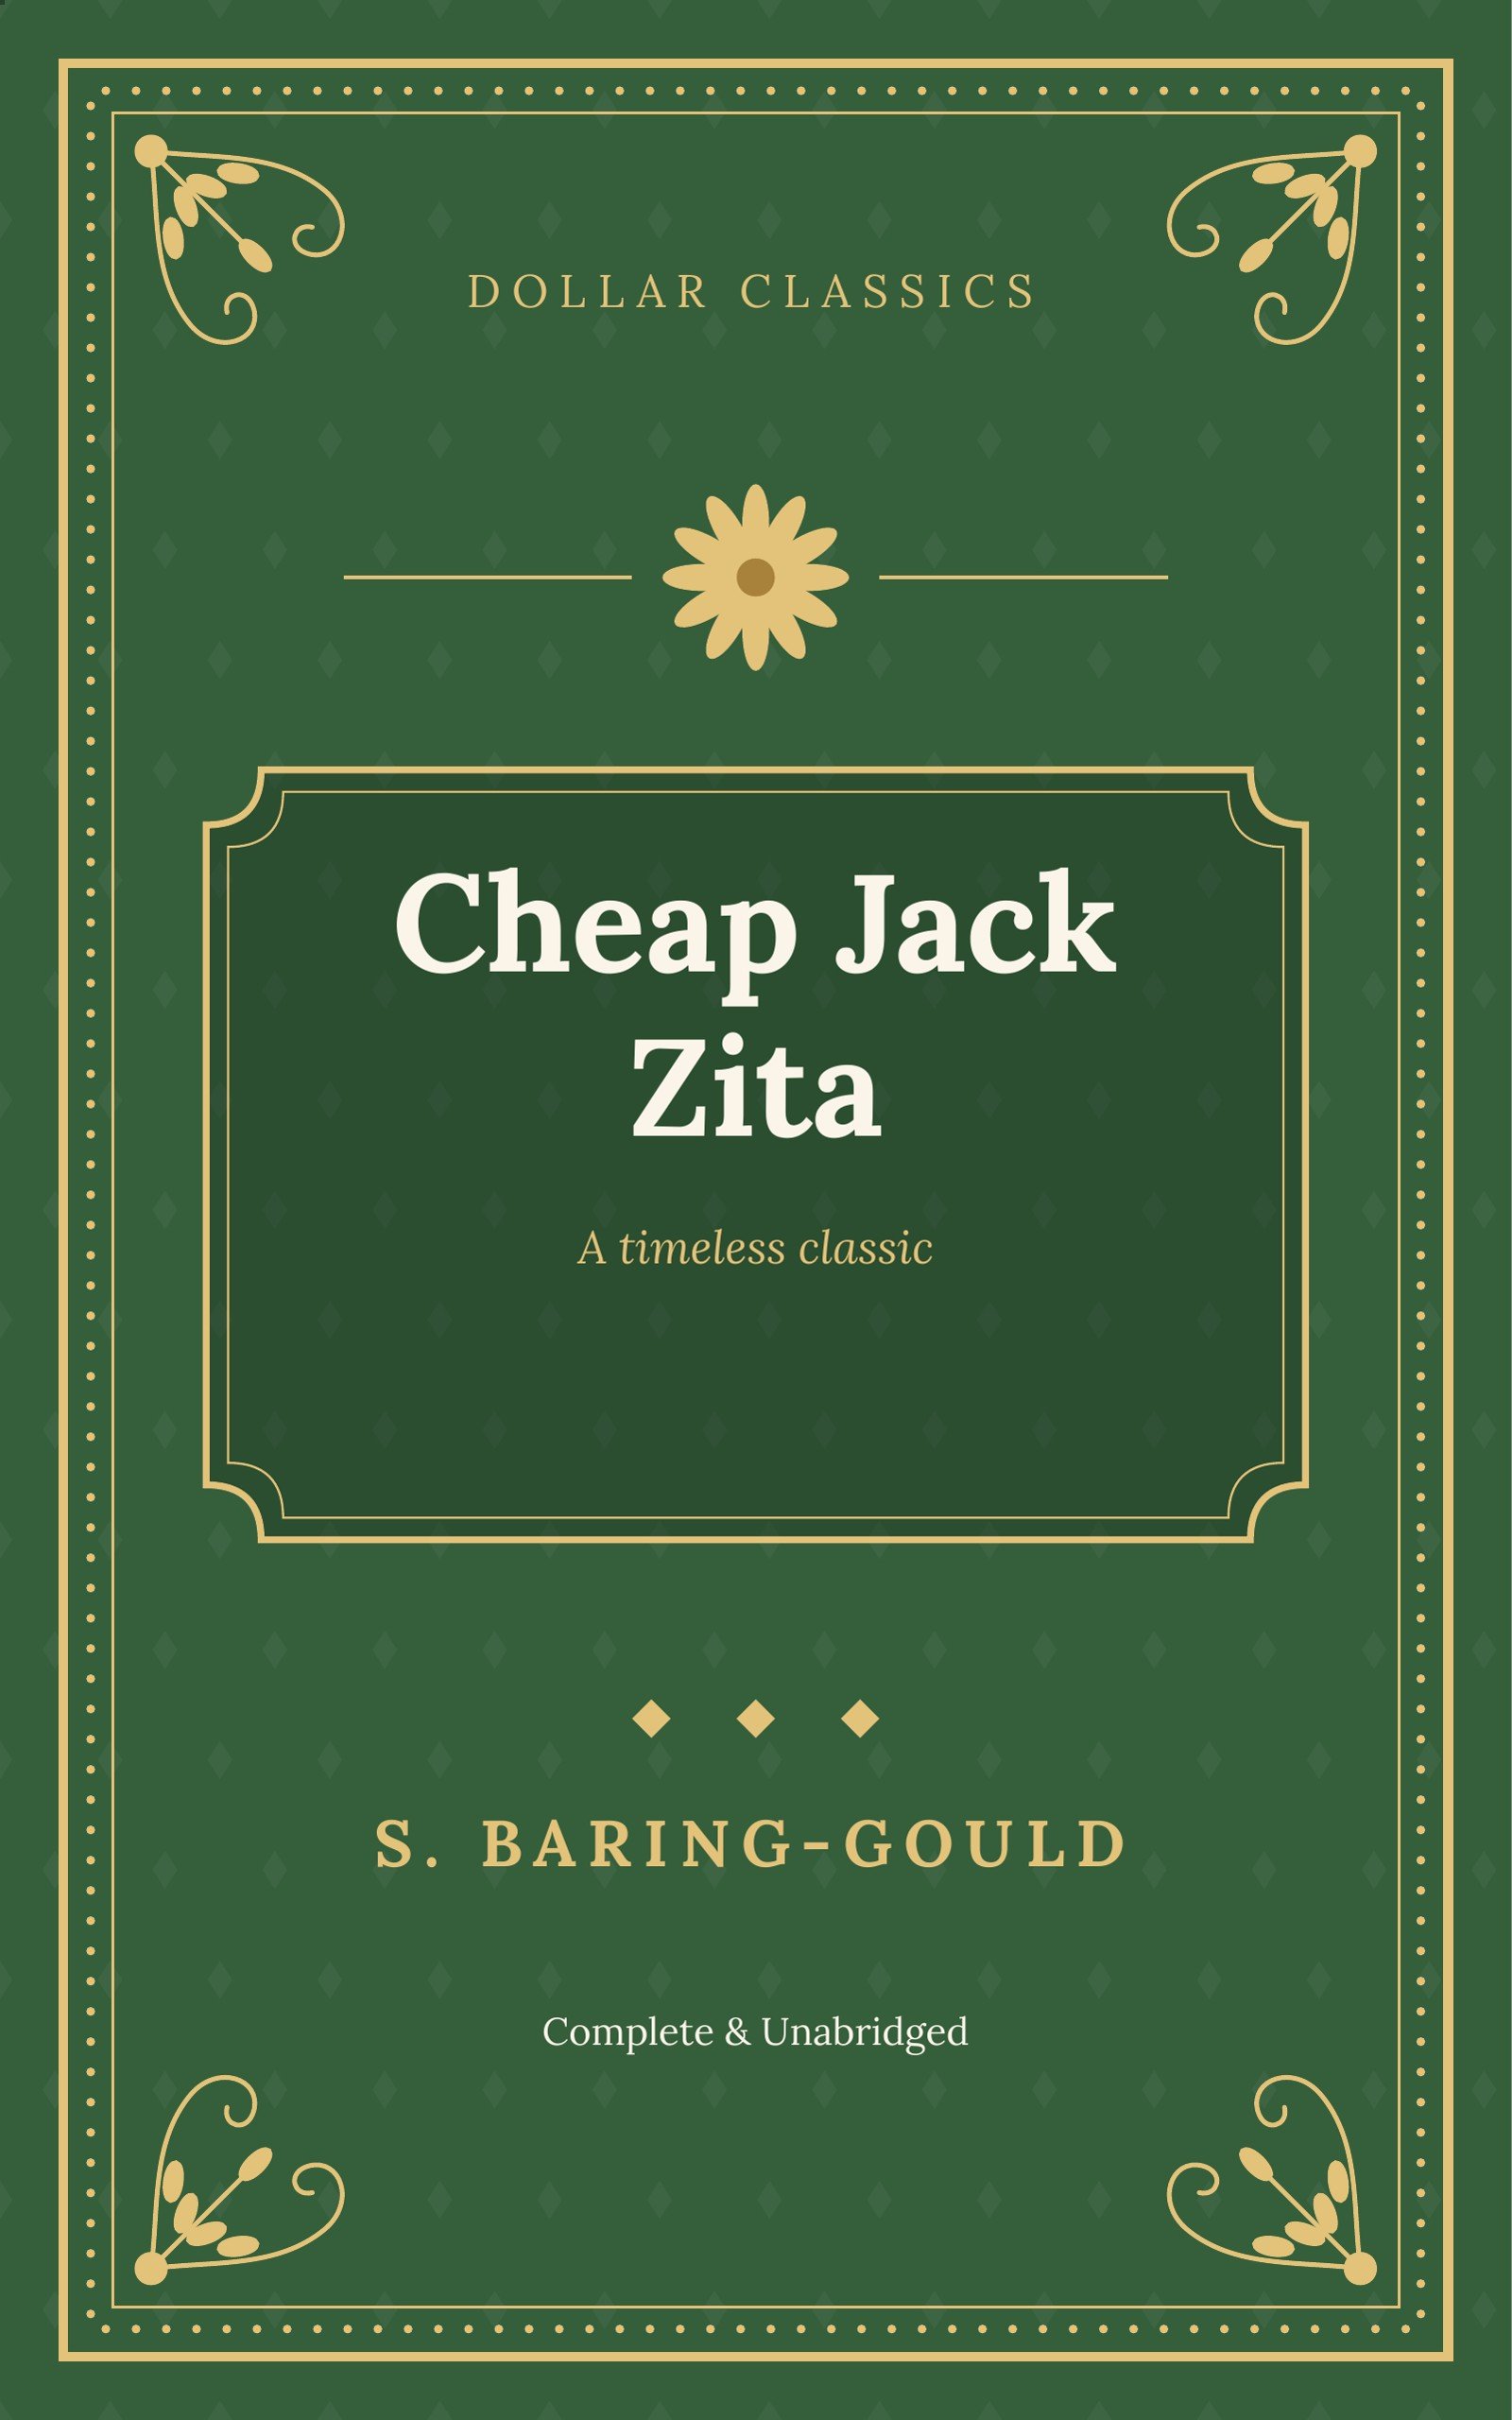 DOLLAR CLASSICS
Cheap Jack
Zita
A timeless classic
S. BARING-GOULD
Complete & Unabridged